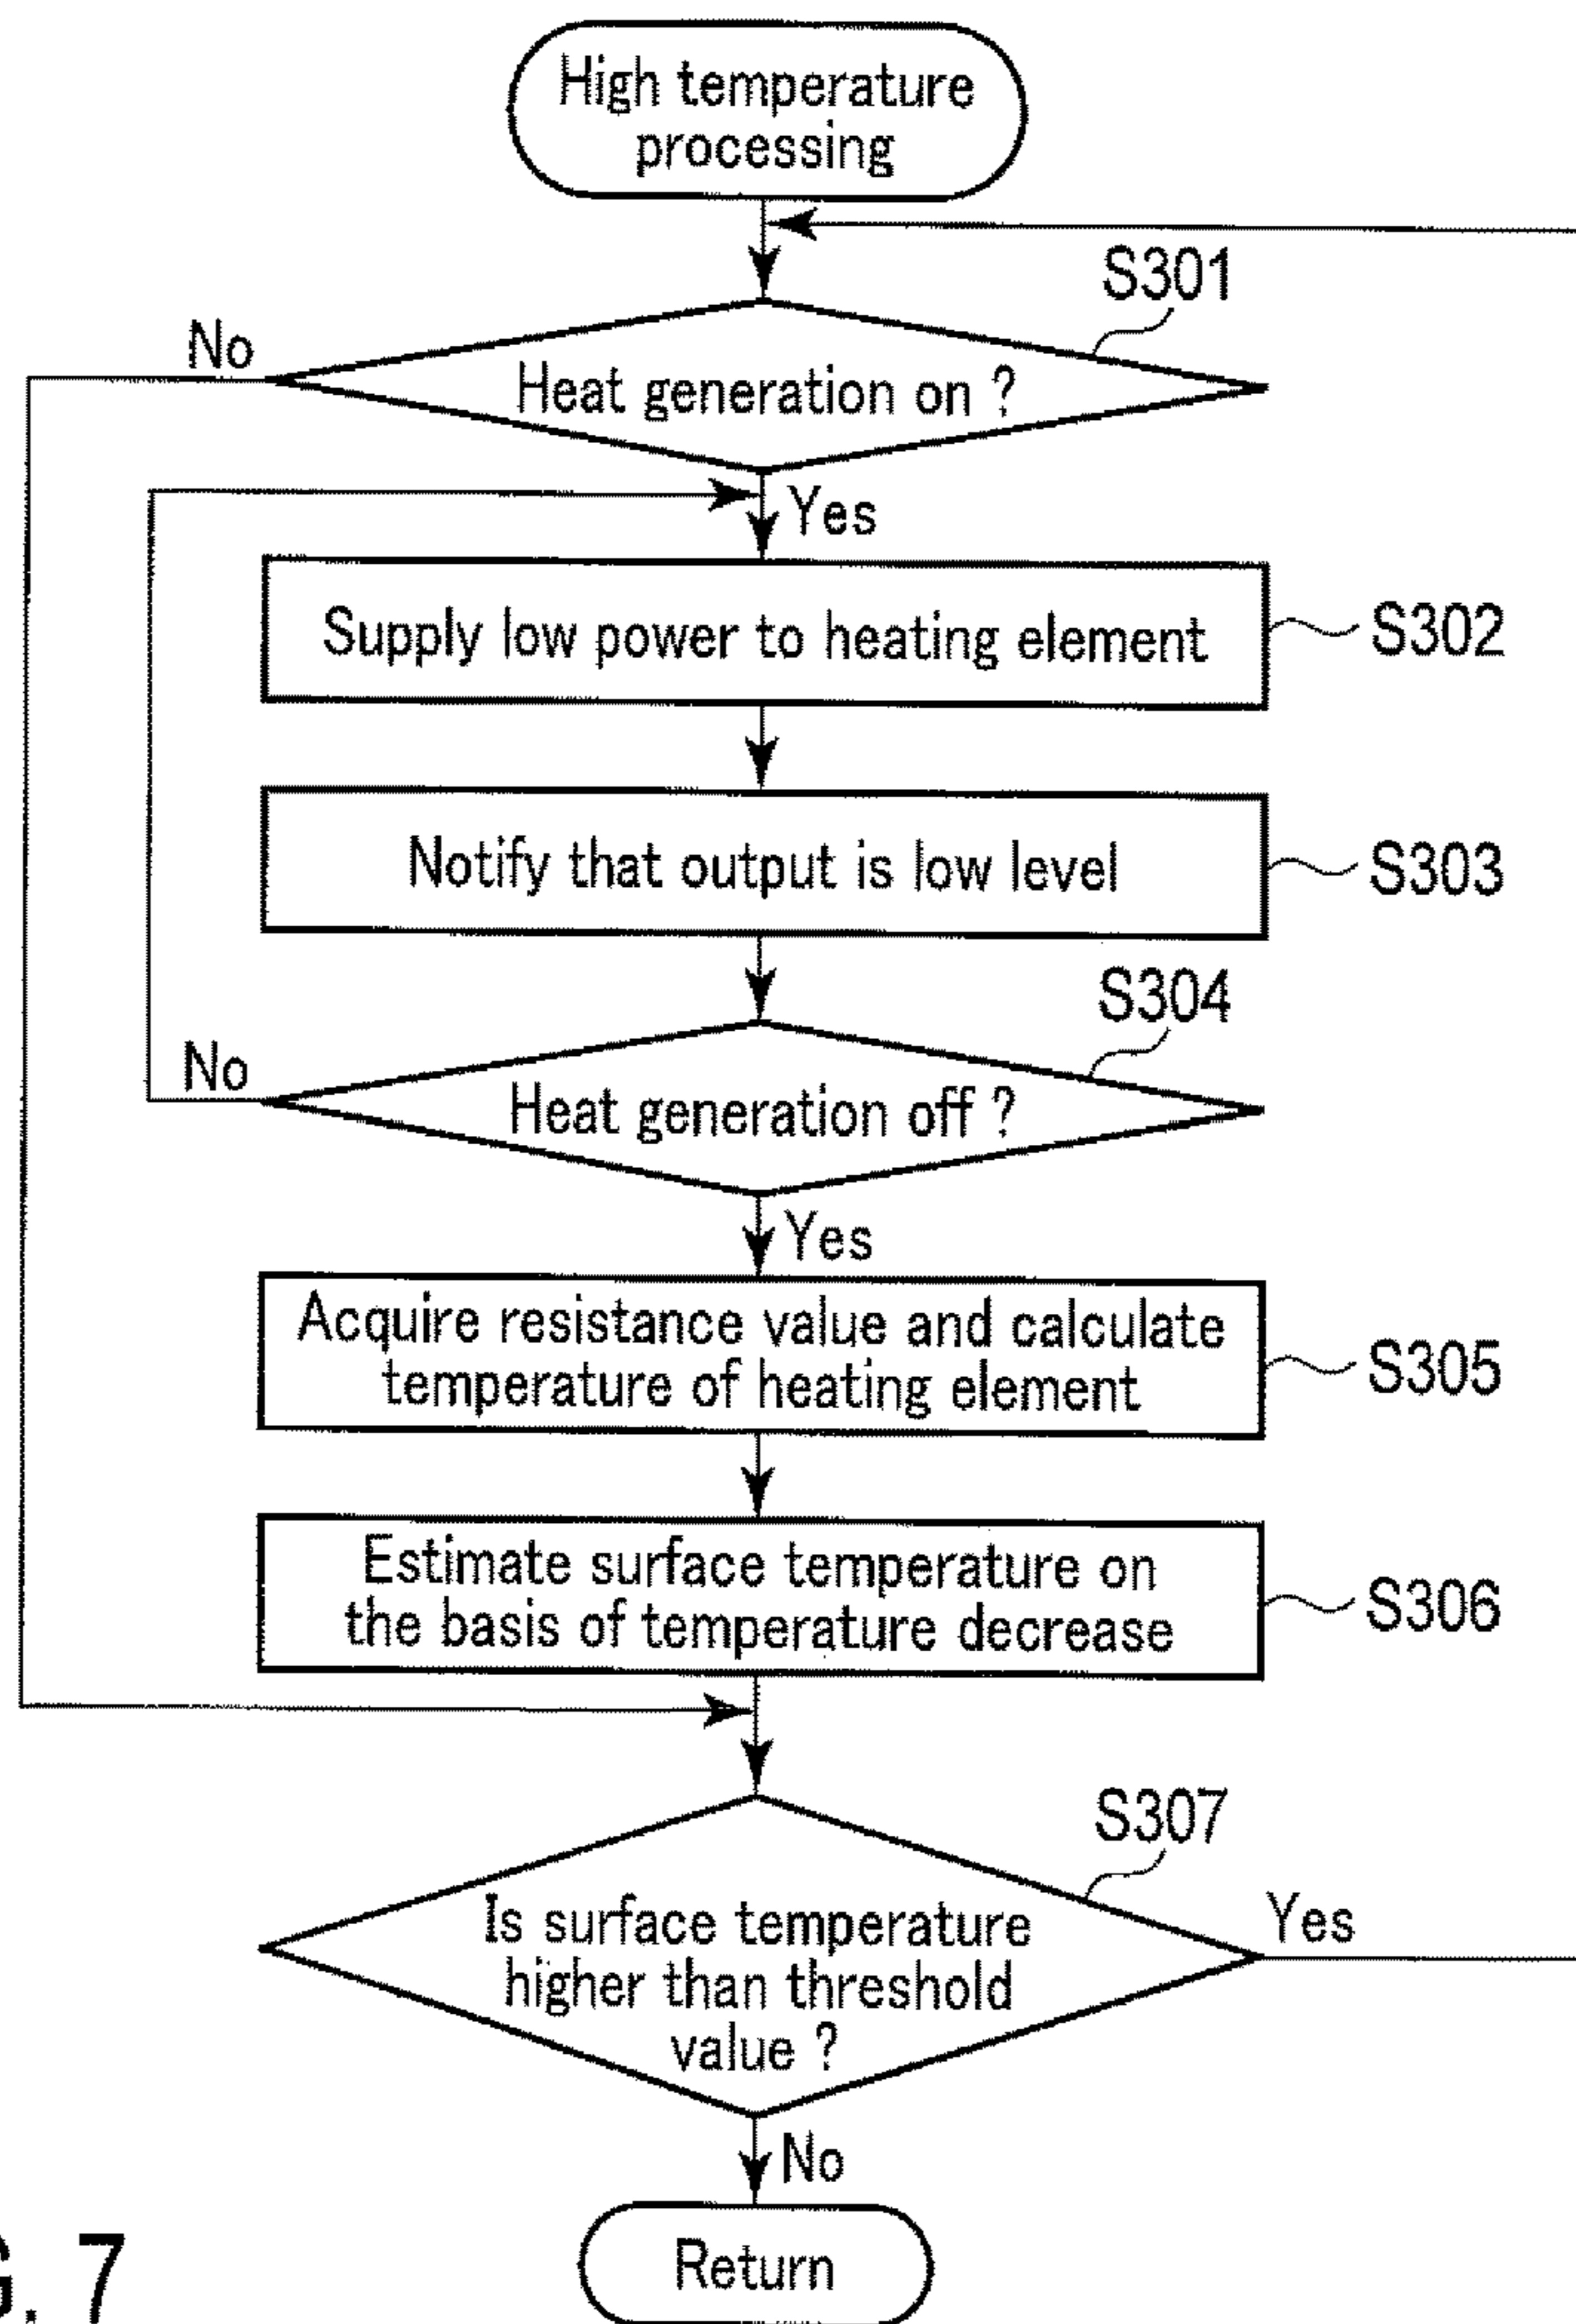 High temperature
processing
S301
No
Heat generation on ?
Yes
Supply low power to heating element
S302
Notify that output is low level
S303
S304
No
Heat generation off ?
Yes
Acquire resistance value and calculate
temperature of heating element
S305
Estimate surface temperature on
the basis of temperature decrease
S306
S307
Is surface temperature
higher than threshold
value ?
Yes
No
Return
G. 7